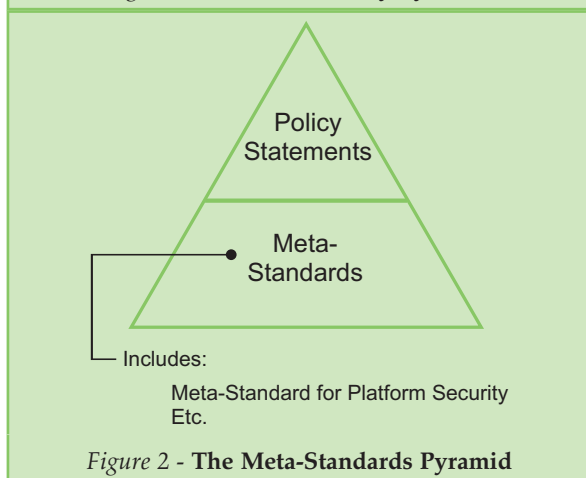 Policy
Statements
Meta-
Standards
Includes:
Meta-Standard for Platform Security
Etc.
Figure 2 - The Meta-Standards Pyramid